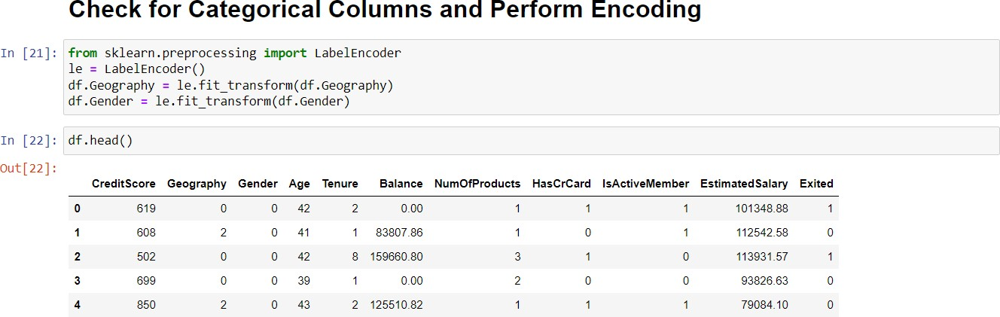 Check for Categorical Columns and Perform Encoding
In [21]: from sklearn.preprocessing import LabelEncoder
le = LabelEncoder()
df.Geography = le.fit_transform(df.Geography)
df.Gender = le.fit_transform(df.Gender)
In [22]: df.head()
Out[22]:
CreditScore Geography Gender Age Tenure Balance NumOfProducts HasCrCard IsActiveMember EstimatedSalary Exited
0 619 0 0 42 2 0.00 1 1 1 101348.88 1
1 608 2 0 41 1 83807.86 1 0 1 112542.58 0
2 502 0 0 42 8 159660.80 3 1 0 113931.57 1
3 699 0 0 39 1 0.00 2 0 0 93826.63 0
4 850 2 0 43 2 125510.82 1 1 1 79084.10 0